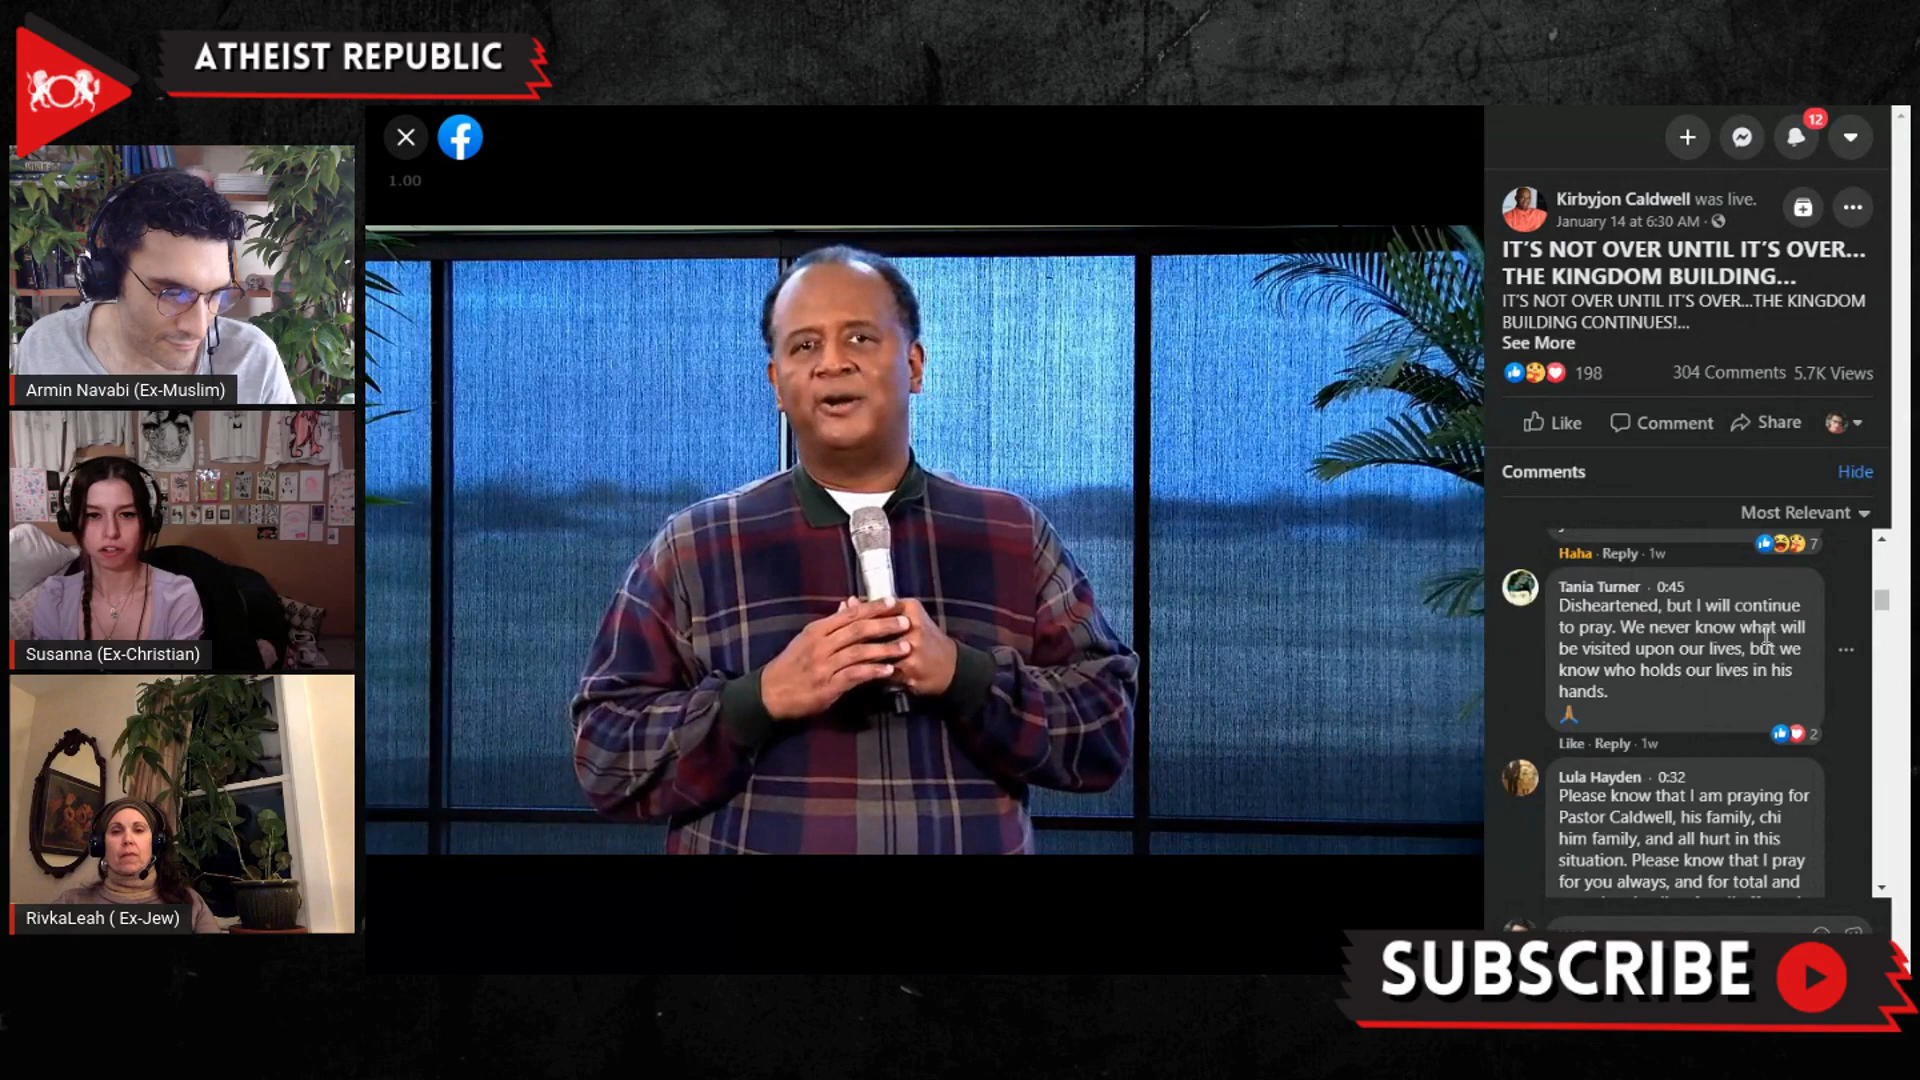 ATHEIST REPUBLIC
1.00
12
Kirbyjon Caldwell was live.
January 14 at 6:30 AM ·
IT'S NOT OVER UNTIL IT'S OVER...
THE KINGDOM BUILDING...
IT'S NOT OVER UNTIL IT'S OVER...THE KINGDOM
BUILDING CONTINUES!...
See More
198 304 Comments 5.7K Views
Like Comment Share
Comments Hide
Most Relevant
7
Haha · Reply · 1w
Tania Turner · 0:45
Disheartened, but I will continue
to pray. We never know what will
be visited upon our lives, but we
know who holds our lives in his
hands.
2
Like · Reply · 1w
Lula Hayden · 0:32
Please know that I am praying for
Pastor Caldwell, his family, chi
him family, and all hurt in this
situation. Please know that I pray
for you always, and for total and
Armin Navabi (Ex-Muslim)
Susanna (Ex-Christian)
RivkaLeah ( Ex-Jew)
SUBSCRIBE